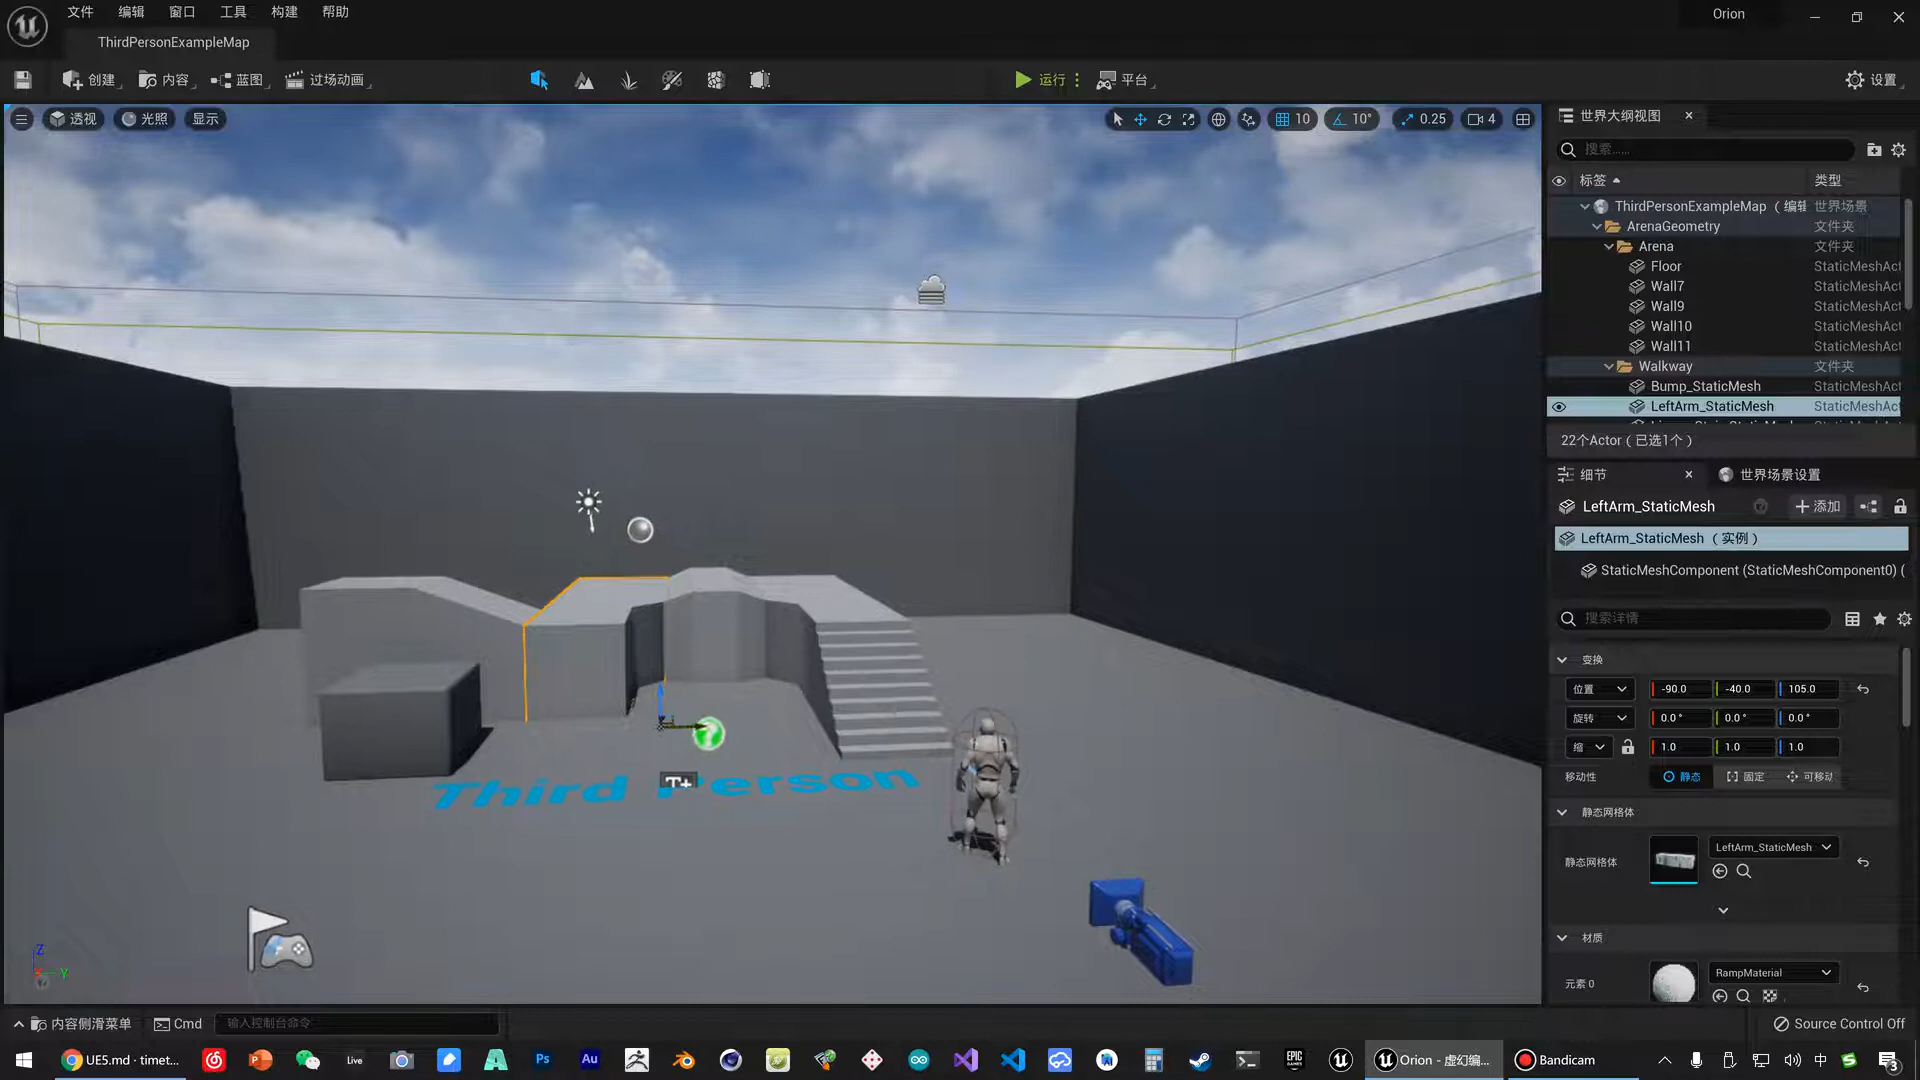 文件 编辑 窗口 工具 构建 帮助 Orion
ThirdPersonExampleMap
创建 内容 蓝图 过场动画 运行 平台 设置
透视 光照 显示 10 10° 0.25 4
世界大纲视图
搜索......
标签 类型
ThirdPersonExampleMap（编辑 世界场景
ArenaGeometry 文件夹
Arena 文件夹
Floor StaticMeshAct
Wall7 StaticMeshAct
Wall9 StaticMeshAct
Wall10 StaticMeshAct
Wall11 StaticMeshAct
Walkway 文件夹
Bump_StaticMesh StaticMeshAct
LeftArm_StaticMesh StaticMeshAct
22个Actor（已选1个）
细节 世界场景设置
LeftArm_StaticMesh 添加
LeftArm_StaticMesh（实例）
StaticMeshComponent (StaticMeshComponent0) (
搜索详情
变换
位置 -90.0 -40.0 105.0
旋转 0.0° 0.0° 0.0°
缩 1.0 1.0 1.0
移动性 静态 固定 可移动
静态网格体
静态网格体 LeftArm_StaticMesh
材质
元素 0 RampMaterial
Third Person
T+
Z
Y
内容侧滑菜单 Cmd 输入控制台命令 Source Control Off
UE5.md - timet... Live Ps Au EPIC GAMES Orion - 虚幻编... Bandicam 中 3